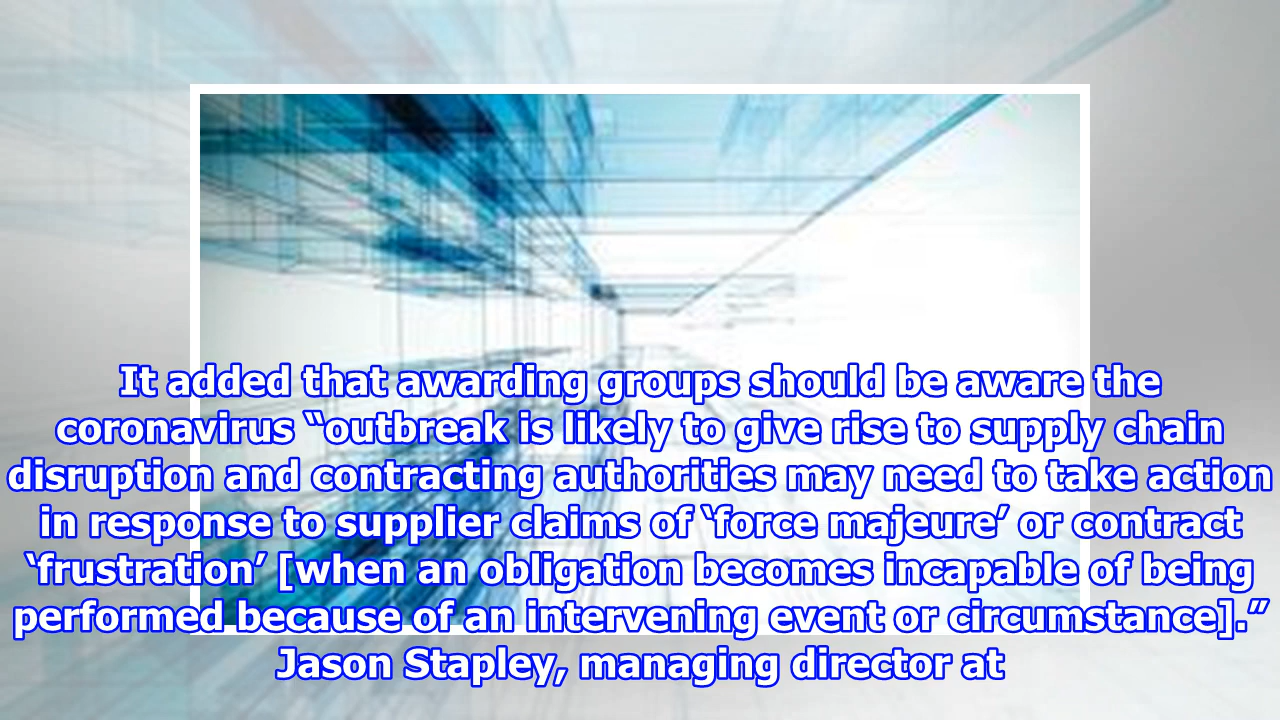 It added that awarding groups should be aware the
coronavirus “outbreak is likely to give rise to supply chain
disruption and contracting authorities may need to take action
in response to supplier claims of ‘force majeure’ or contract
‘frustration’ [when an obligation becomes incapable of being
performed because of an intervening event or circumstance].”
Jason Stapley, managing director at